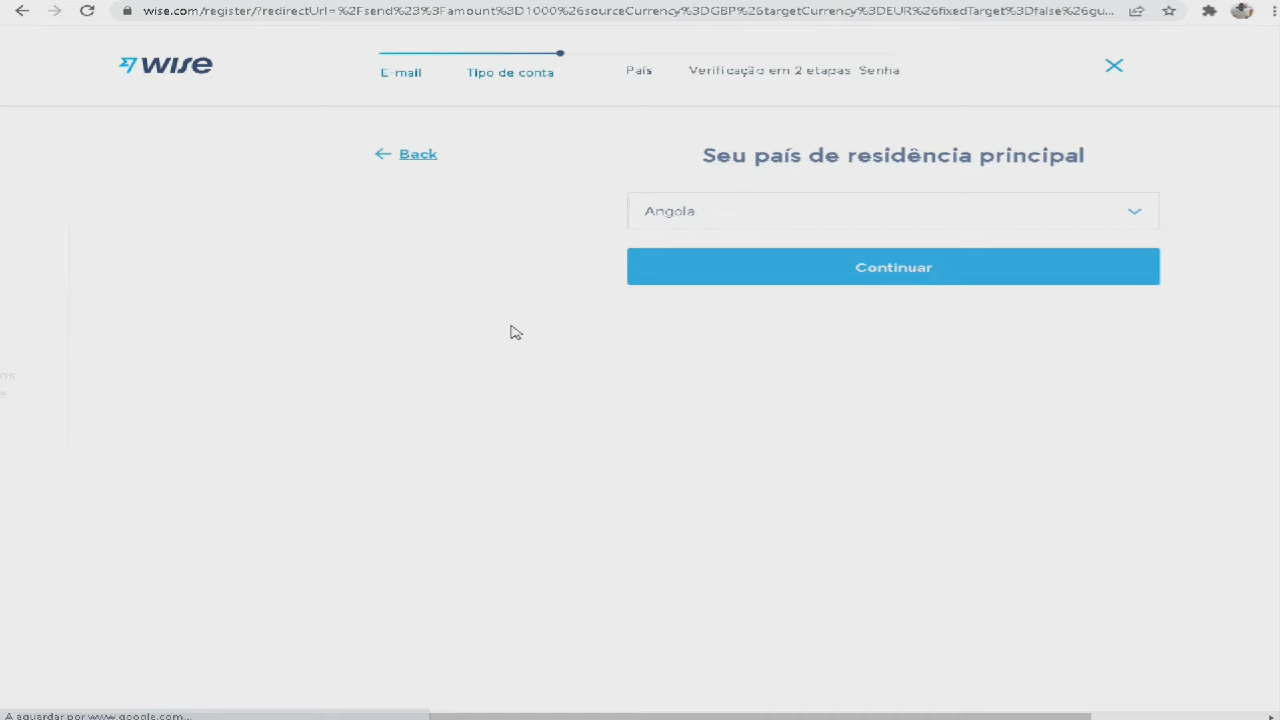 wise.com/register/?redirectUrl=%2Fsend%23%3Famount%3D1000%26sourceCurrency%3DGBP%26targetCurrency%3DEUR%26fixedTarget%3Dfalse%26gu...
WISE
E-mail
Tipo de conta
País
Verificação em 2 etapas
Senha
Back
Seu país de residência principal
Angola
Continuar
os
e
A aguardar por www.google.com...